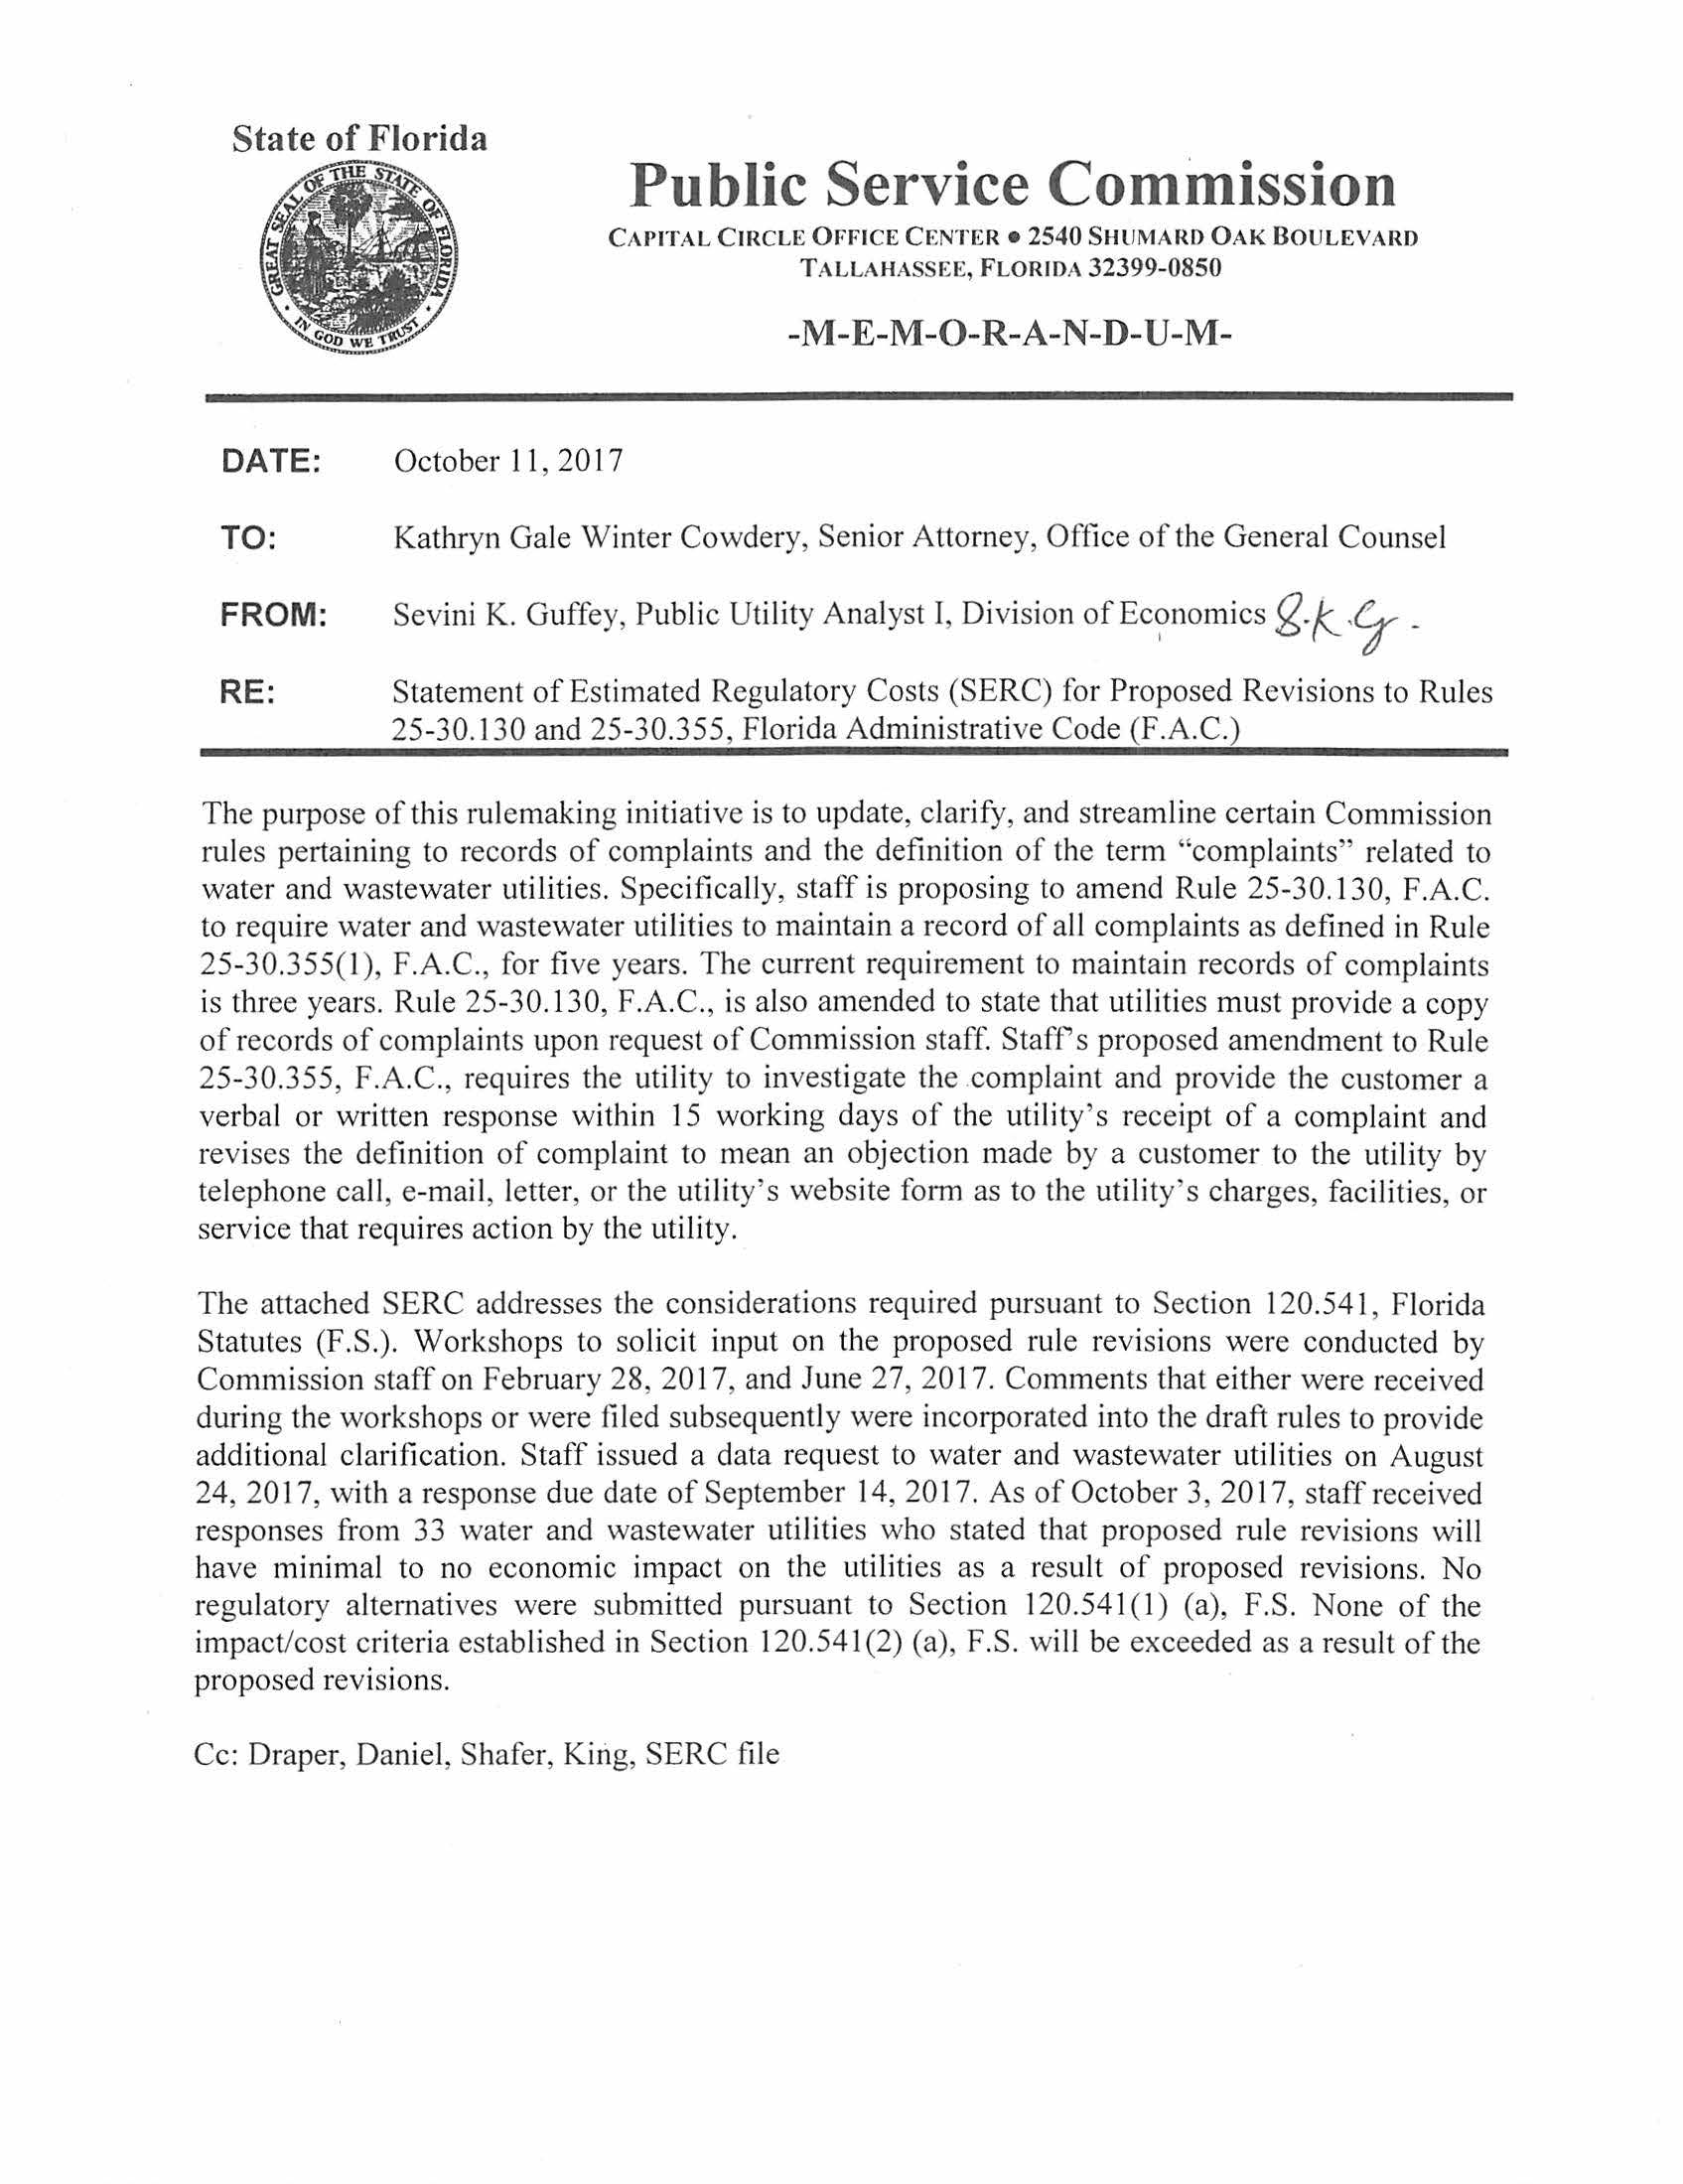 State of Florida
GREAT SEAL OF THE STATE OF FLORIDA
IN GOD WE TRUST
Public Service Commission
CAPITAL CIRCLE OFFICE CENTER ● 2540 SHUMARD OAK BOULEVARD
TALLAHASSEE, FLORIDA 32399-0850
-M-E-M-O-R-A-N-D-U-M-
DATE: October 11, 2017
TO: Kathryn Gale Winter Cowdery, Senior Attorney, Office of the General Counsel
FROM: Sevini K. Guffey, Public Utility Analyst I, Division of Economics S.K.G.
RE: Statement of Estimated Regulatory Costs (SERC) for Proposed Revisions to Rules
25-30.130 and 25-30.355, Florida Administrative Code (F.A.C.)
The purpose of this rulemaking initiative is to update, clarify, and streamline certain Commission
rules pertaining to records of complaints and the definition of the term “complaints” related to
water and wastewater utilities. Specifically, staff is proposing to amend Rule 25-30.130, F.A.C.
to require water and wastewater utilities to maintain a record of all complaints as defined in Rule
25-30.355(1), F.A.C., for five years. The current requirement to maintain records of complaints
is three years. Rule 25-30.130, F.A.C., is also amended to state that utilities must provide a copy
of records of complaints upon request of Commission staff. Staff's proposed amendment to Rule
25-30.355, F.A.C., requires the utility to investigate the complaint and provide the customer a
verbal or written response within 15 working days of the utility's receipt of a complaint and
revises the definition of complaint to mean an objection made by a customer to the utility by
telephone call, e-mail, letter, or the utility's website form as to the utility's charges, facilities, or
service that requires action by the utility.
The attached SERC addresses the considerations required pursuant to Section 120.541, Florida
Statutes (F.S.). Workshops to solicit input on the proposed rule revisions were conducted by
Commission staff on February 28, 2017, and June 27, 2017. Comments that either were received
during the workshops or were filed subsequently were incorporated into the draft rules to provide
additional clarification. Staff issued a data request to water and wastewater utilities on August
24, 2017, with a response due date of September 14, 2017. As of October 3, 2017, staff received
responses from 33 water and wastewater utilities who stated that proposed rule revisions will
have minimal to no economic impact on the utilities as a result of proposed revisions. No
regulatory alternatives were submitted pursuant to Section 120.541(1) (a), F.S. None of the
impact/cost criteria established in Section 120.541(2) (a), F.S. will be exceeded as a result of the
proposed revisions.
Cc: Draper, Daniel, Shafer, King, SERC file